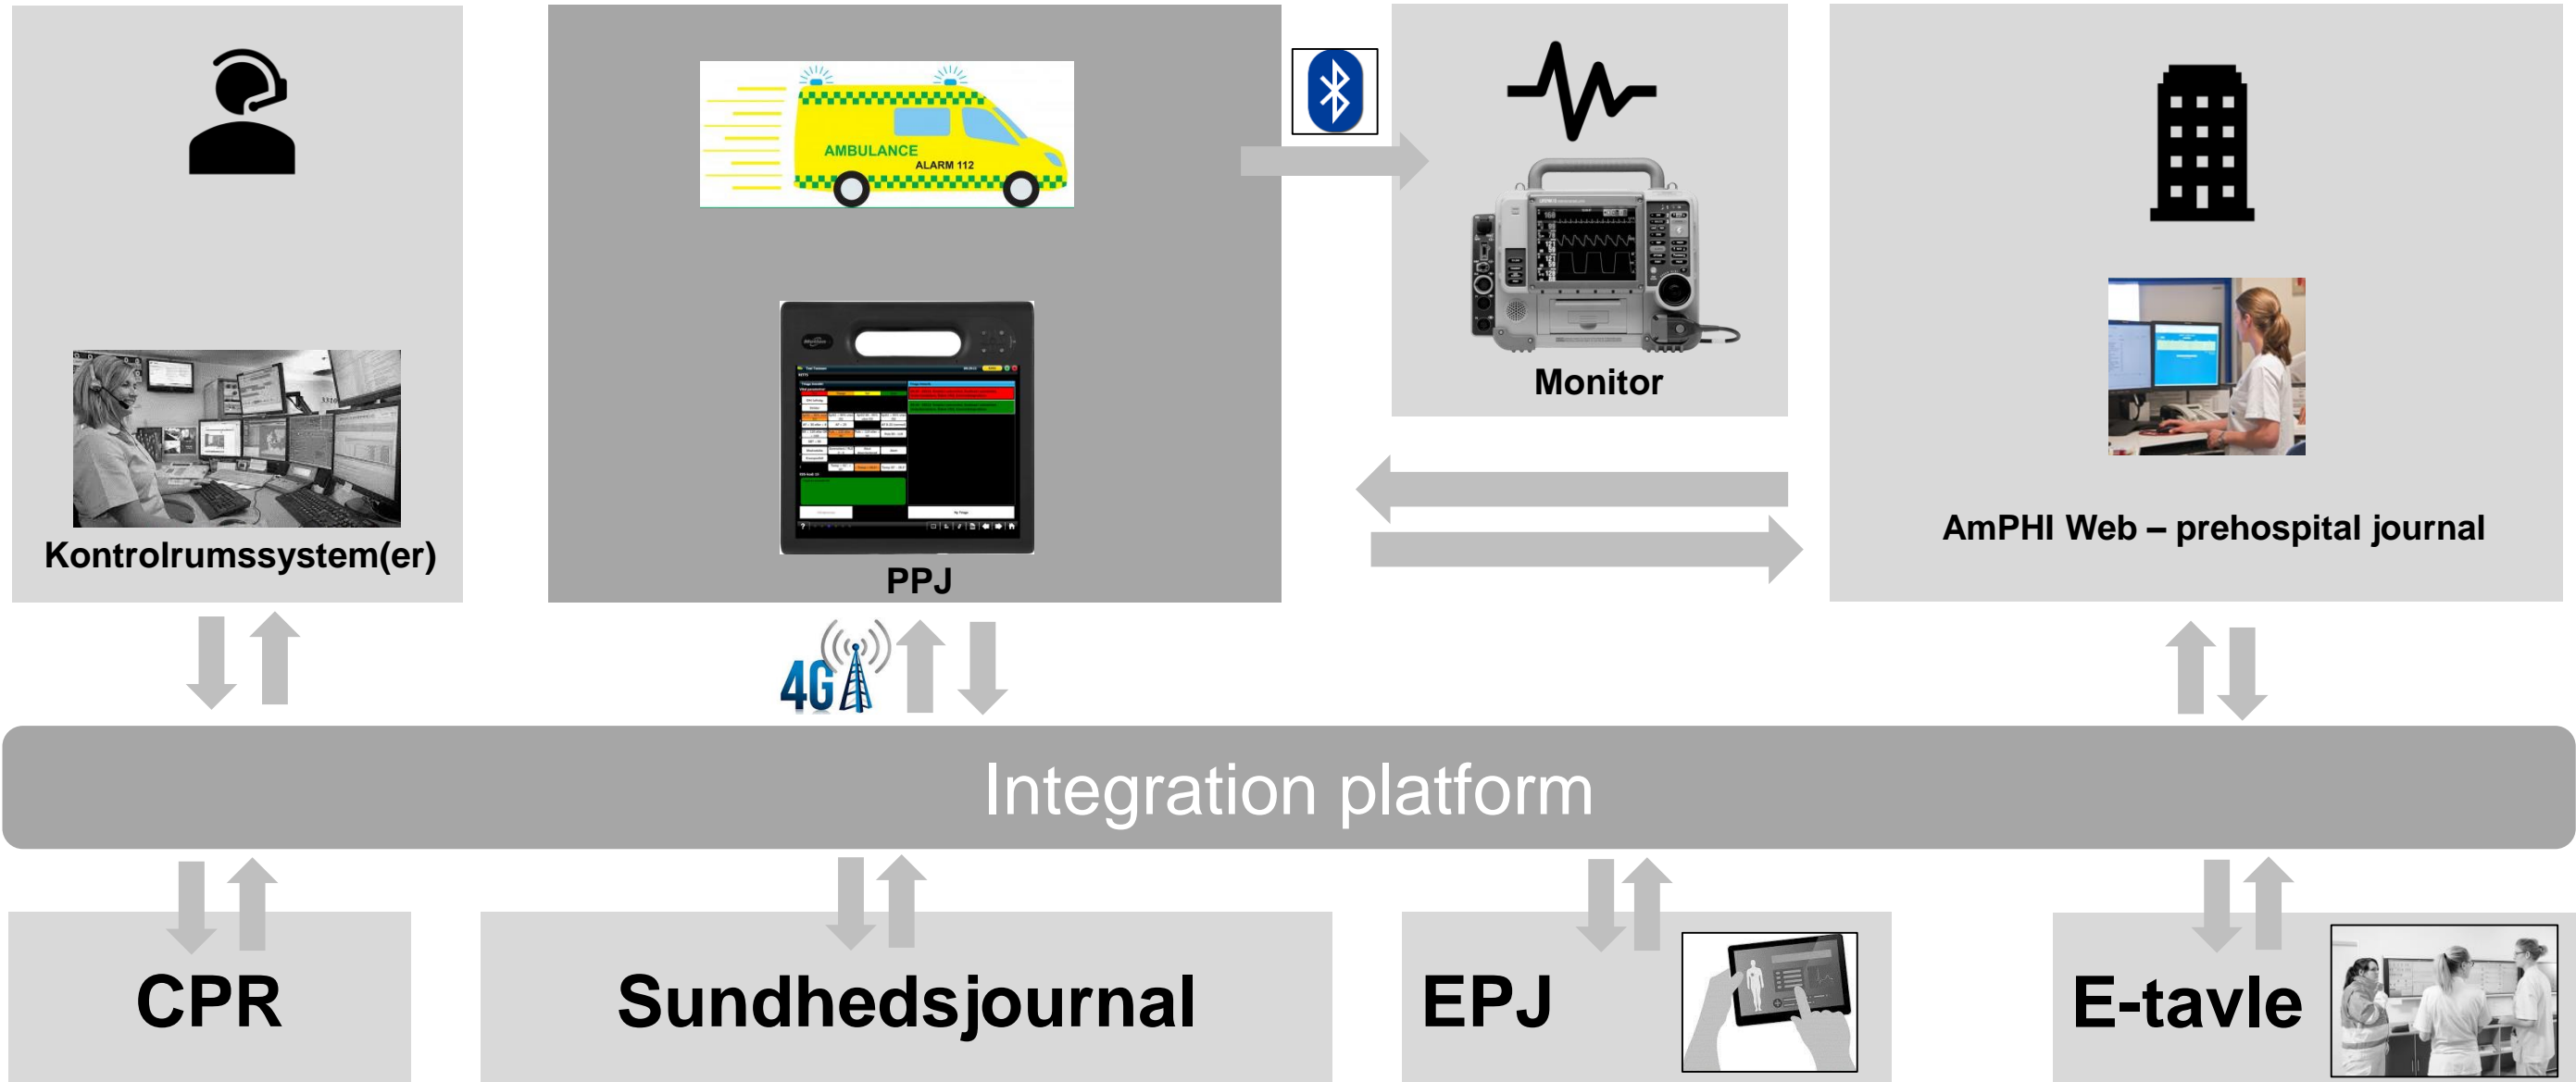 AMBULANCE
ALARM 112
Monitor
Kontrolrumssystem(er)
PPJ
AmPHI Web – prehospital journal
4G
Integration platform
CPR
Sundhedsjournal
EPJ
E-tavle